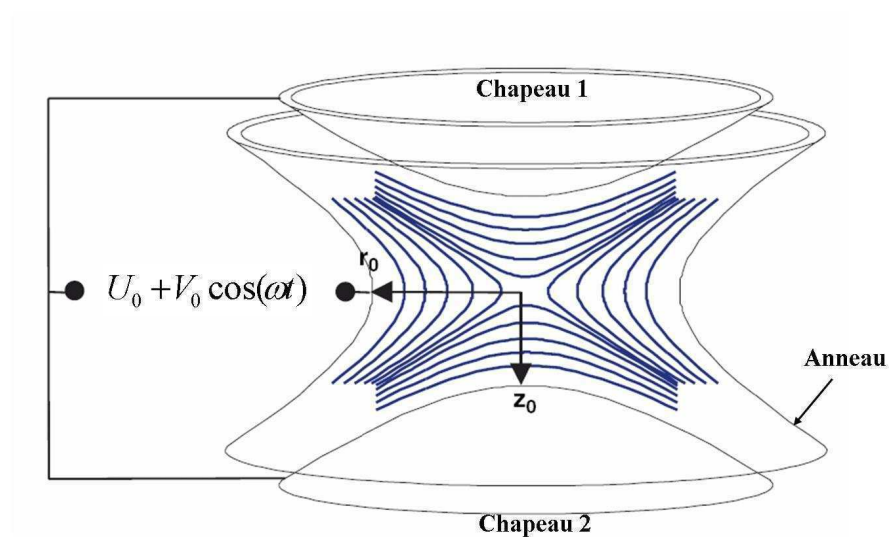 Chapeau 1
r₀
U₀ + V₀ cos(ωt)
Anneau
z₀
Chapeau 2